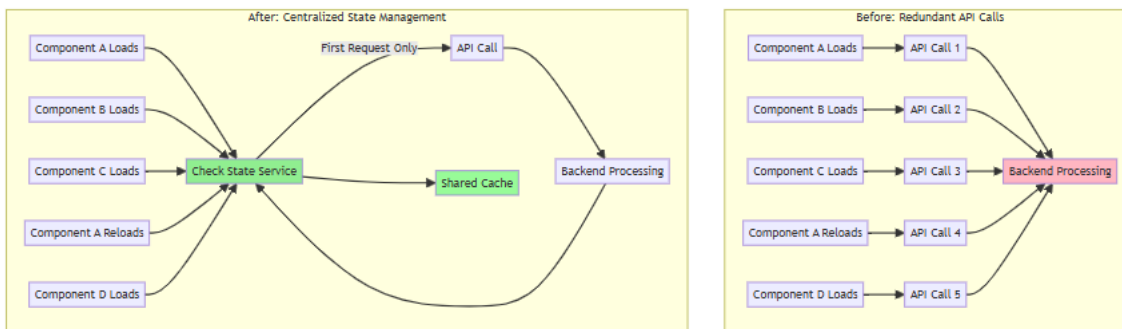 After: Centralized State Management
Component A Loads
First Request Only
API Call
Component B Loads
Component C Loads
Check State Service
Shared Cache
Backend Processing
Component A Reloads
Component D Loads
Before: Redundant API Calls
Component A Loads
API Call 1
Component B Loads
API Call 2
Component C Loads
API Call 3
Backend Processing
Component A Reloads
API Call 4
Component D Loads
API Call 5